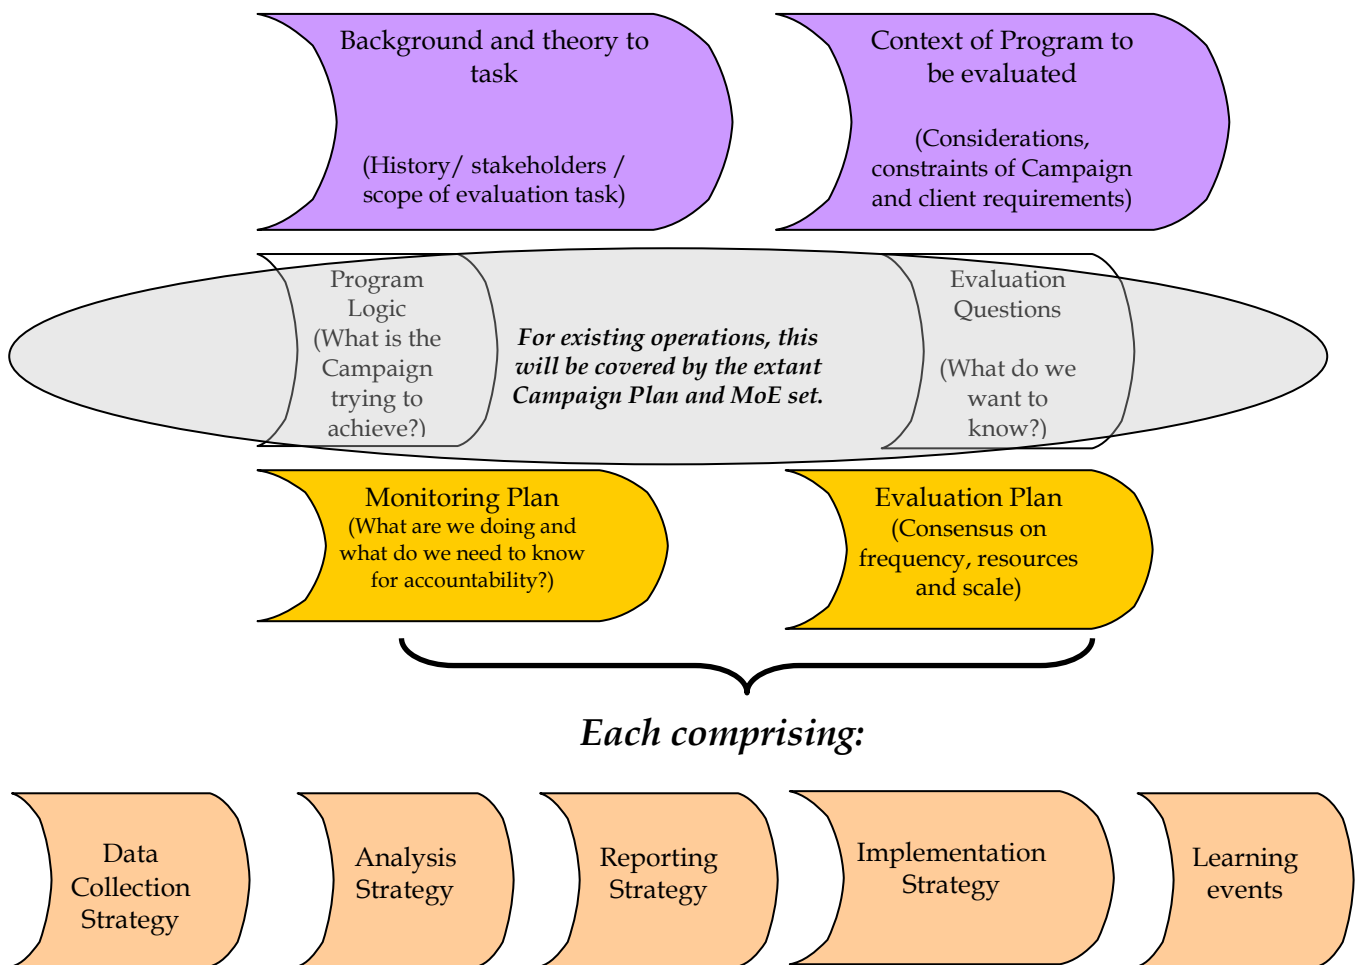 Background and theory to
task
(History/ stakeholders /
scope of evaluation task)
Context of Program to
be evaluated
(Considerations,
constraints of Campaign
and client requirements)
Program
Logic
(What is the
Campaign
trying to
achieve?)
For existing operations, this
will be covered by the extant
Campaign Plan and MoE set.
Evaluation
Questions
(What do we
want to
know?)
Monitoring Plan
(What are we doing and
what do we need to know
for accountability?)
Evaluation Plan
(Consensus on
frequency, resources
and scale)
Each comprising:
Data
Collection
Strategy
Analysis
Strategy
Reporting
Strategy
Implementation
Strategy
Learning
events